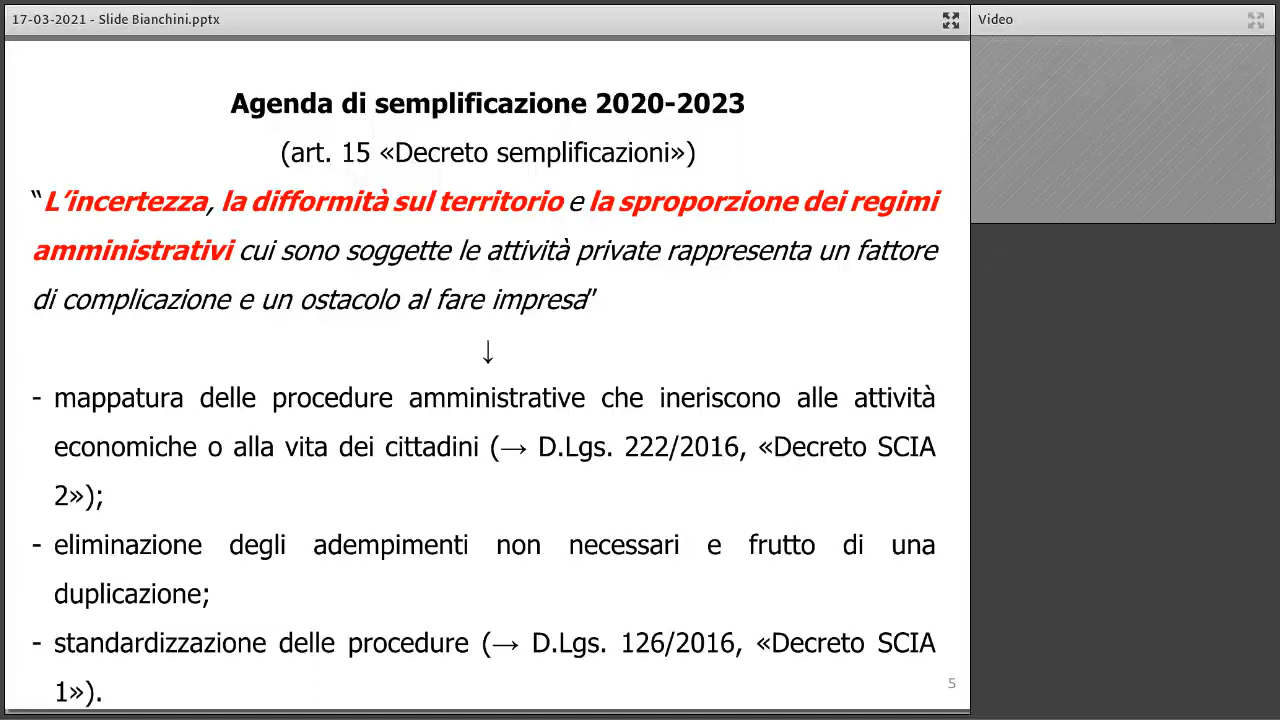 17-03-2021 - Slide Bianchini.pptx
Video
Agenda di semplificazione 2020-2023
(art. 15 «Decreto semplificazioni»)
“L’incertezza, la difformità sul territorio e la sproporzione dei regimi
amministrativi cui sono soggette le attività private rappresenta un fattore
di complicazione e un ostacolo al fare impresa”
↓
- mappatura delle procedure amministrative che ineriscono alle attività
economiche o alla vita dei cittadini (→ D.Lgs. 222/2016, «Decreto SCIA
2»);
- eliminazione degli adempimenti non necessari e frutto di una
duplicazione;
- standardizzazione delle procedure (→ D.Lgs. 126/2016, «Decreto SCIA
1»).
5